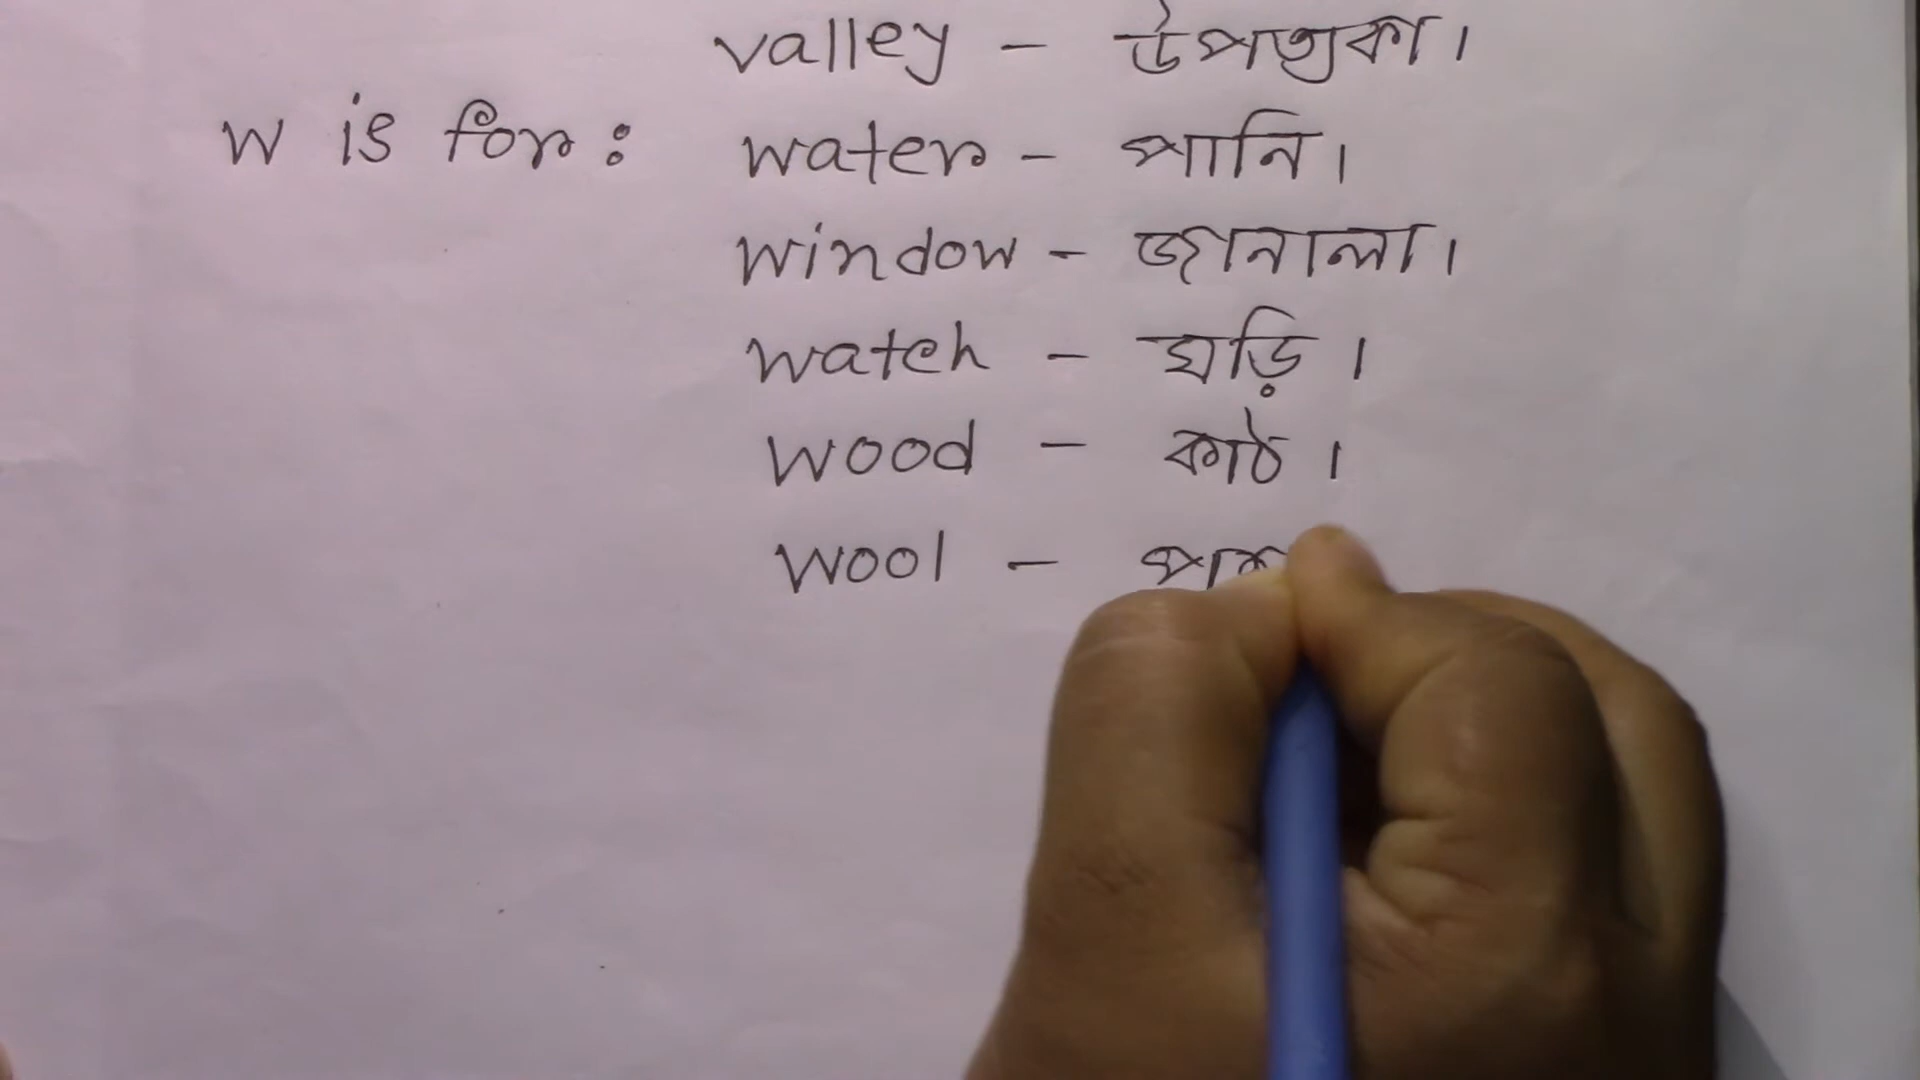 valley - উপত্যকা।
W is for: water - পানি।
window - জানালা।
watch - ঘড়ি।
wood - কাঠ।
wool -